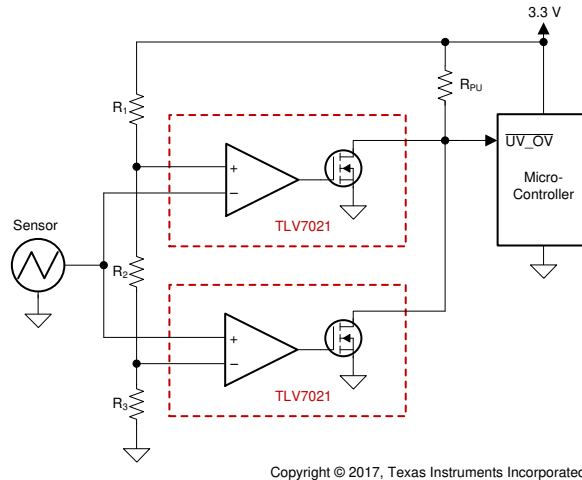 3.3 V
R1
RPU
+
−
TLV7021
UV_OV
Micro-
Controller
Sensor
R2
+
−
TLV7021
R3
Copyright © 2017, Texas Instruments Incorporated